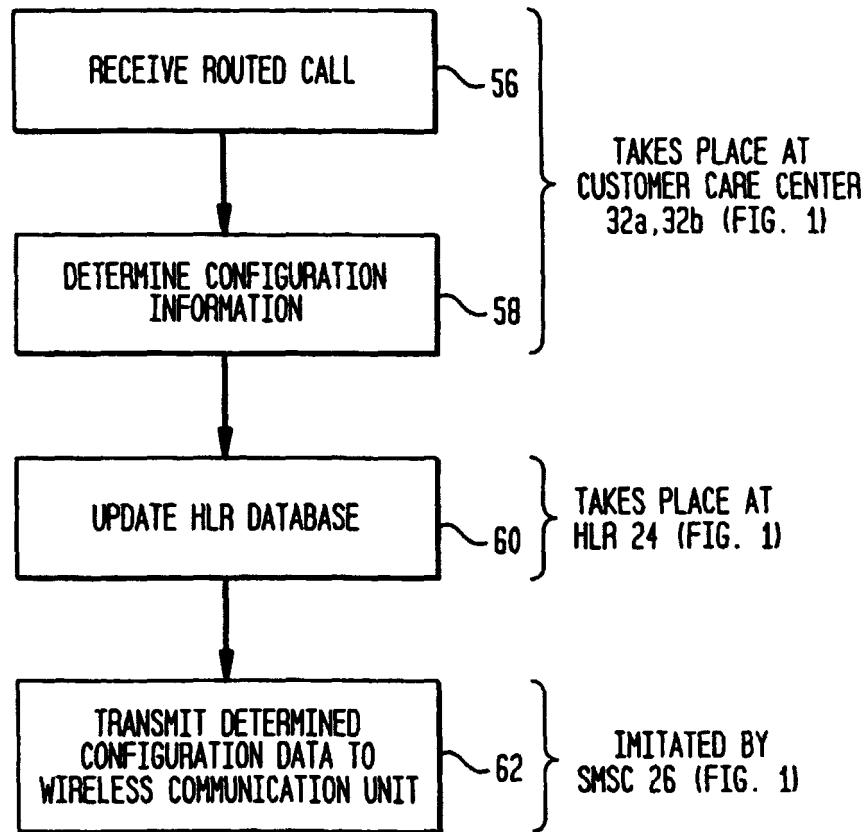 RECEIVE ROUTED CALL
56
TAKES PLACE AT
CUSTOMER CARE CENTER
32a,32b (FIG. 1)
DETERMINE CONFIGURATION
INFORMATION
58
UPDATE HLR DATABASE
60
TAKES PLACE AT
HLR 24 (FIG. 1)
TRANSMIT DETERMINED
CONFIGURATION DATA TO
WIRELESS COMMUNICATION UNIT
62
IMITATED BY
SMSC 26 (FIG. 1)